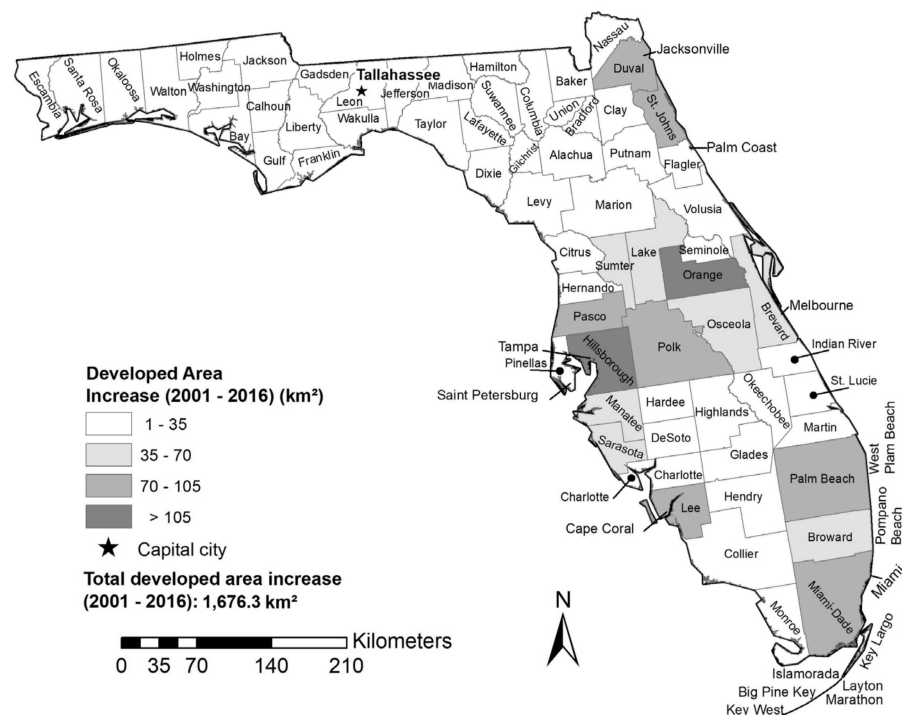 Nassau
Jacksonville
Duval
Holmes
Jackson
Hamilton
Gadsden
Tallahassee
Madison
Baker
St. Johns
Escambia
Santa Rosa
Okaloosa
Walton
Washington
Leon
Jefferson
Suwannee
Columbia
Union
Bradford
Clay
Calhoun
Liberty
Wakulla
Taylor
Lafayette
Bay
Gulf
Franklin
Gilchrist
Alachua
Putnam
Palm Coast
Flagler
Dixie
Levy
Marion
Volusia
Citrus
Sumter
Lake
Seminole
Orange
Hernando
Brevard
Melbourne
Pasco
Osceola
Tampa
Hillsborough
Polk
Indian River
Pinellas
Saint Petersburg
Okeechobee
St. Lucie
Manatee
Hardee
Highlands
Martin
Sarasota
DeSoto
Glades
West
Plam Beach
Charlotte
Charlotte
Palm Beach
Lee
Hendry
Pompano
Beach
Cape Coral
Collier
Broward
Miami
Monroe
Miami-Dade
Key Largo
Islamorada
Big Pine Key
Layton
Marathon
Key West
Developed Area
Increase (2001 - 2016) (km²)
1 - 35
35 - 70
70 - 105
> 105
Capital city
Total developed area increase
(2001 - 2016): 1,676.3 km²
Kilometers
0 35 70 140 210
N